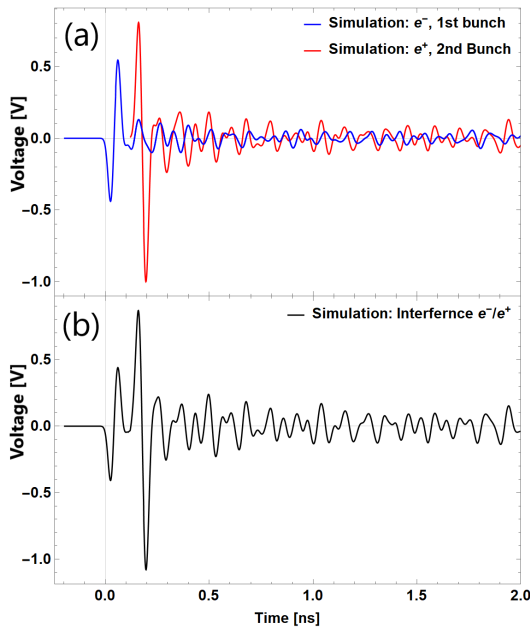 (a)
Simulation: e⁻, 1st bunch
Simulation: e⁺, 2nd Bunch
Voltage [V]
0.5
0.0
−0.5
−1.0
(b)
Simulation: Interfernce e⁻/e⁺
Voltage [V]
0.5
0.0
−0.5
−1.0
0.0 0.5 1.0 1.5 2.0
Time [ns]